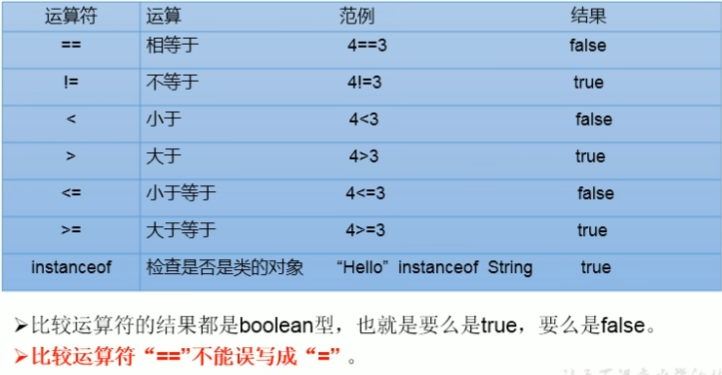 运算符 运算 范例 结果
== 相等于 4==3 false
!= 不等于 4!=3 true
< 小于 4<3 false
> 大于 4>3 true
<= 小于等于 4<=3 false
>= 大于等于 4>=3 true
instanceof 检查是否是类的对象 “Hello” instanceof String true
➢比较运算符的结果都是boolean型，也就是要么是true，要么是false。
➢比较运算符“==”不能误写成“=” 。